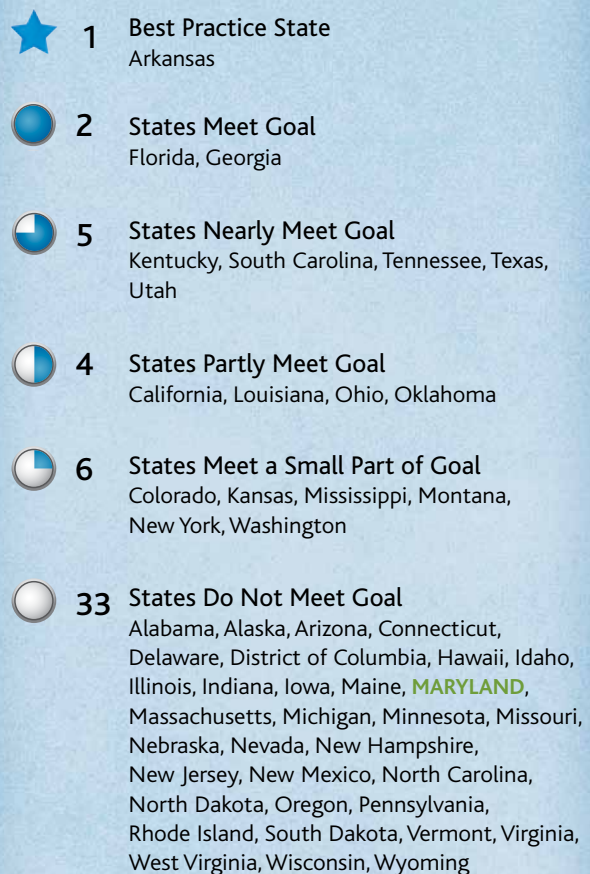 1 Best Practice State
Arkansas
2 States Meet Goal
Florida, Georgia
5 States Nearly Meet Goal
Kentucky, South Carolina, Tennessee, Texas,
Utah
4 States Partly Meet Goal
California, Louisiana, Ohio, Oklahoma
6 States Meet a Small Part of Goal
Colorado, Kansas, Mississippi, Montana,
New York, Washington
33 States Do Not Meet Goal
Alabama, Alaska, Arizona, Connecticut,
Delaware, District of Columbia, Hawaii, Idaho,
Illinois, Indiana, Iowa, Maine, MARYLAND,
Massachusetts, Michigan, Minnesota, Missouri,
Nebraska, Nevada, New Hampshire,
New Jersey, New Mexico, North Carolina,
North Dakota, Oregon, Pennsylvania,
Rhode Island, South Dakota, Vermont, Virginia,
West Virginia, Wisconsin, Wyoming